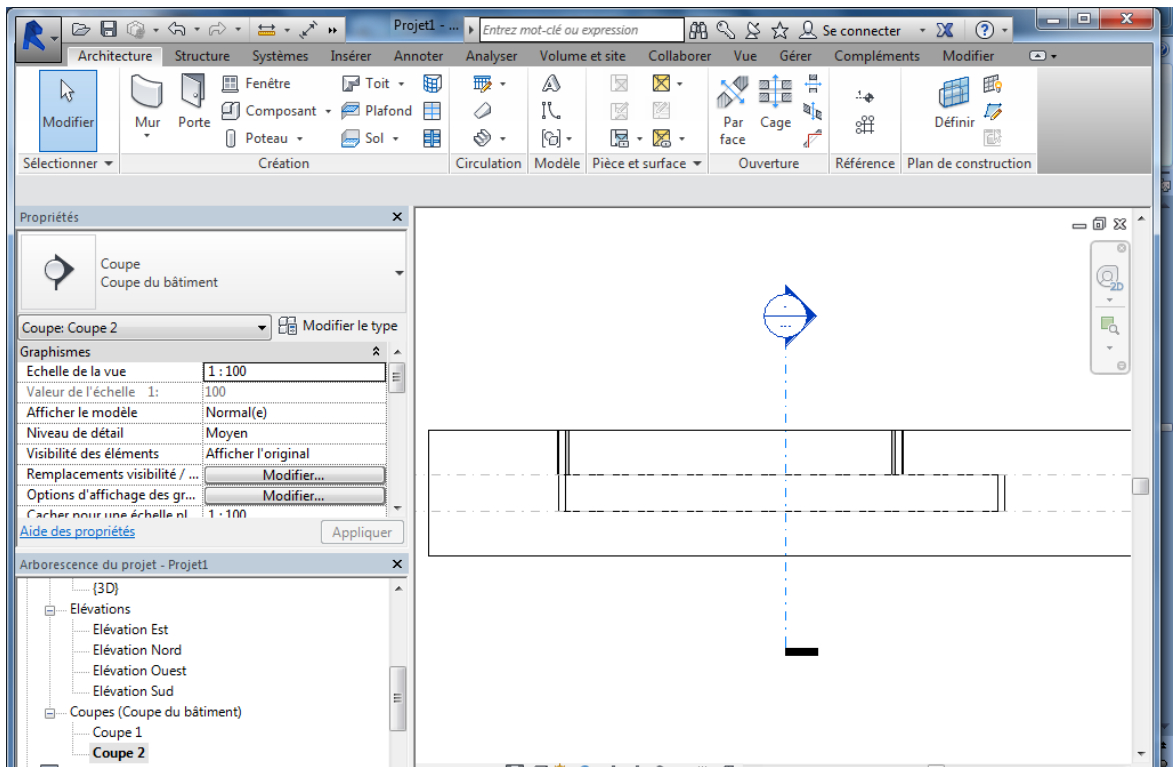 Projet1 - ...
Entrez mot-clé ou expression
Se connecter
Architecture Structure Systèmes Insérer Annoter Analyser Volume et site Collaborer Vue Gérer Compléments Modifier
Modifier
Mur
Porte
Fenêtre
Composant
Poteau
Toit
Plafond
Sol
Par face
Cage
Définir
Sélectionner
Création
Circulation
Modèle
Pièce et surface
Ouverture
Référence
Plan de construction
Propriétés
Coupe
Coupe du bâtiment
Coupe: Coupe 2
Modifier le type
Graphismes
Echelle de la vue 1 : 100
Valeur de l'échelle 1: 100
Afficher le modèle Normal(e)
Niveau de détail Moyen
Visibilité des éléments Afficher l'original
Remplacements visibilité / ... Modifier...
Options d'affichage des gr... Modifier...
Cacher pour une échelle pl... 1 : 100
Aide des propriétés
Appliquer
Arborescence du projet - Projet1
{3D}
Elévations
Elévation Est
Elévation Nord
Elévation Ouest
Elévation Sud
Coupes (Coupe du bâtiment)
Coupe 1
Coupe 2
2D
-
---